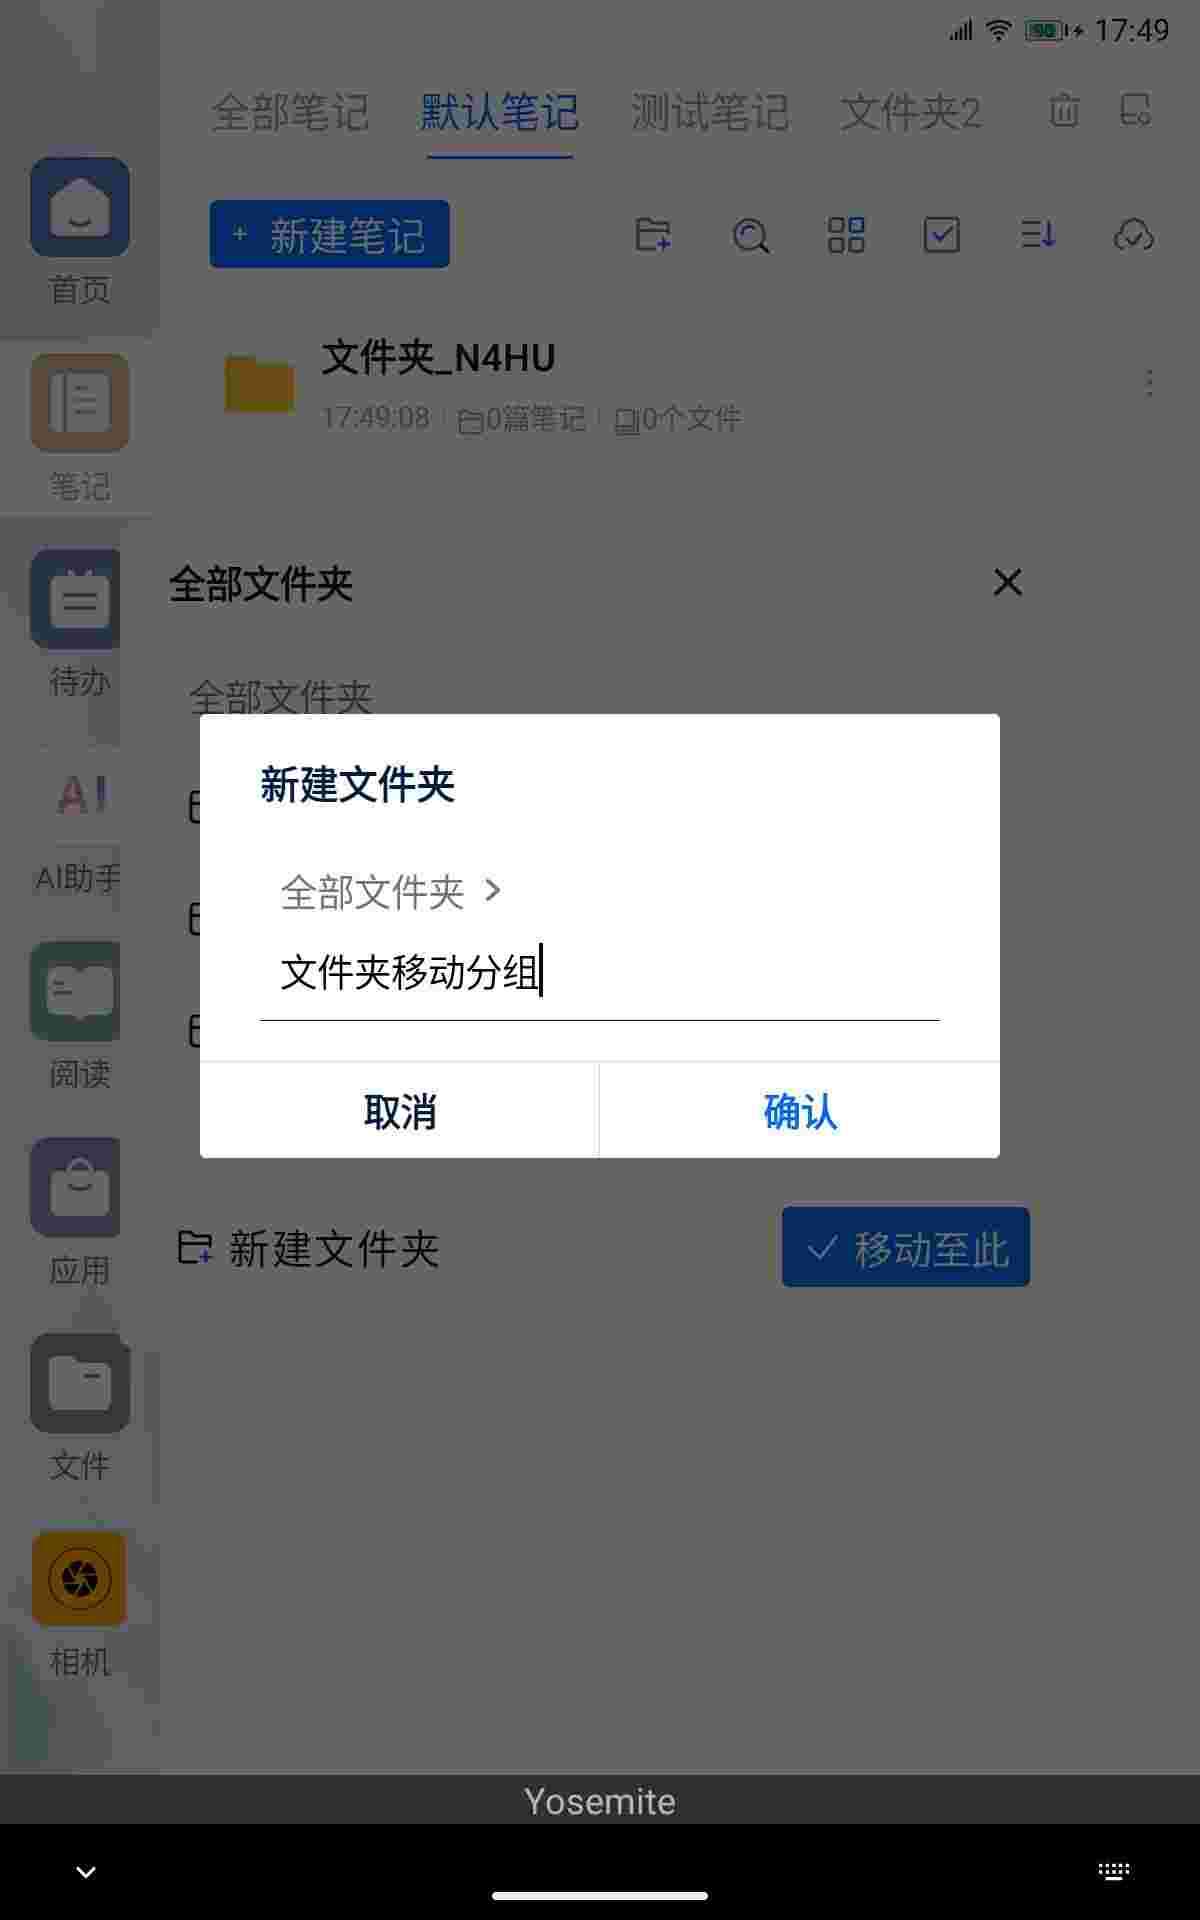 90 17:49
全部笔记 默认笔记 测试笔记 文件夹2
+ 新建笔记
首页
文件夹_N4HU
17:49:08 0篇笔记 0个文件
笔记
全部文件夹
待办
全部文件夹
新建文件夹
AI
AI助手
全部文件夹 >
文件夹移动分组
阅读
取消 确认
新建文件夹 移动至此
应用
文件
相机
Yosemite